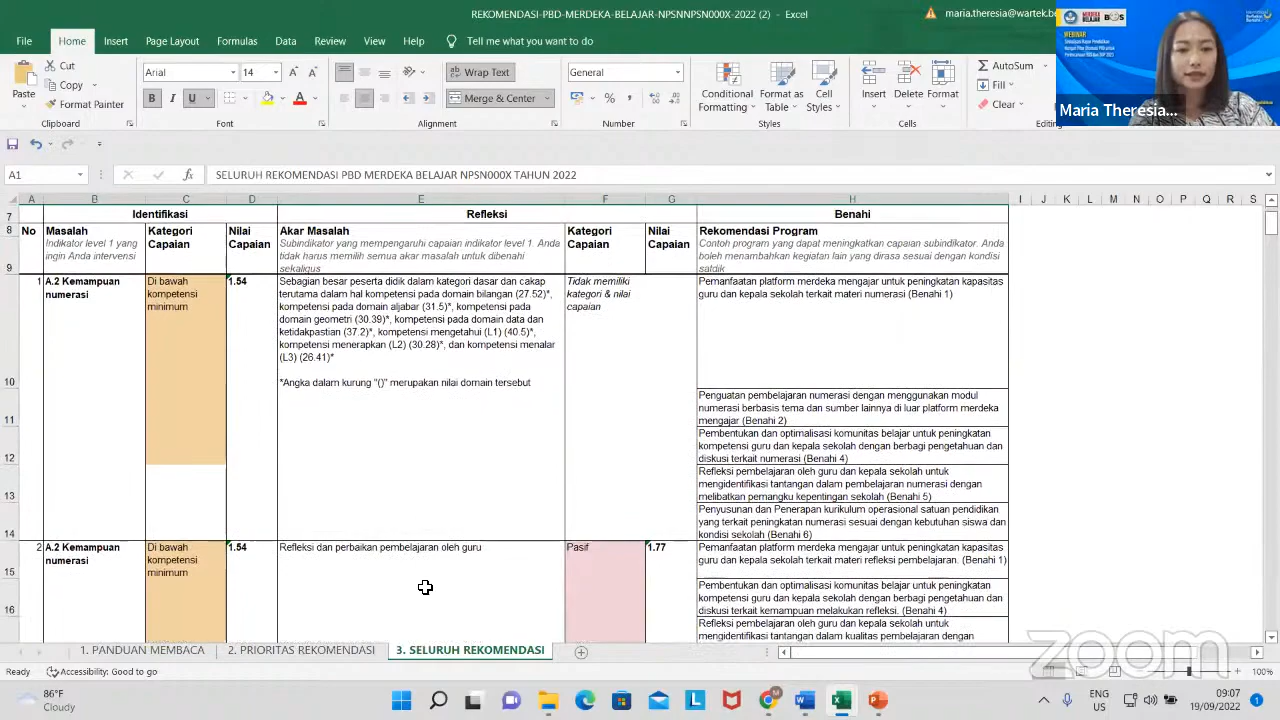 REKOMENDASI-PBD-MERDEKA-BELAJAR-NPSNNPSN000X-2022 (2) - Excel
maria.theresia@wartek.be
File Home Insert Page Layout Formulas Data Review View Help Tell me what you want to do
Paste
Cut
Copy
Format Painter
Clipboard
Arial 14
B I U
Font
Wrap Text
Merge & Center
Alignment
General
Number
Conditional Formatting
Format as Table
Cell Styles
Styles
Insert Delete Format
Cells
AutoSum
Fill
Clear
Editing
WEBINAR
Maria Theresia...
A1 fx SELURUH REKOMENDASI PBD MERDEKA BELAJAR NPSN000X TAHUN 2022
A B C D E F G H I J K L M N O P Q R S
7 Identifikasi Refleksi Benahi
8 No Masalah Kategori Capaian Nilai Capaian Akar Masalah Kategori Capaian Nilai Capaian Rekomendasi Program
9
Indikator level 1 yang
ingin Anda intervensi
Subindikator yang mempengaruhi capaian indikator level 1. Anda
tidak harus memilih semua akar masalah untuk dibenahi
sekaligus
Contoh program yang dapat meningkatkan capaian subindikator. Anda
boleh menambahkan kegiatan lain yang dirasa sesuai dengan kondisi
satdik
10
1
A.2 Kemampuan
numerasi
Di bawah
kompetensi
minimum
1.54
Sebagian besar peserta didik dalam kategori dasar dan cakap
terutama dalam hal kompetensi pada domain bilangan (27.52)*,
kompetensi pada domain aljabar (31.5)*, kompetensi pada
domain geometri (30.39)*, kompetensi pada domain data dan
ketidakpastian (37.2)*, kompetensi mengetahui (L1) (40.5)*,
kompetensi menerapkan (L2) (30.28)*, dan kompetensi menalar
(L3) (26.41)*
*Angka dalam kurung "()" merupakan nilai domain tersebut
Tidak memiliki
kategori & nilai
capaian
Pemanfaatan platform merdeka mengajar untuk peningkatan kapasitas
guru dan kepala sekolah terkait materi numerasi (Benahi 1)
11
Penguatan pembelajaran numerasi dengan menggunakan modul
numerasi berbasis tema dan sumber lainnya di luar platform merdeka
mengajar (Benahi 2)
12
Pembentukan dan optimalisasi komunitas belajar untuk peningkatan
kompetensi guru dan kepala sekolah dengan berbagi pengetahuan dan
diskusi terkait numerasi (Benahi 4)
13
Refleksi pembelajaran oleh guru dan kepala sekolah untuk
mengidentifikasi tantangan dalam pembelajaran numerasi dengan
melibatkan pemangku kepentingan sekolah (Benahi 5)
14
Penyusunan dan Penerapan kurikulum operasional satuan pendidikan
yang terkait peningkatan numerasi sesuai dengan kebutuhan siswa dan
kondisi sekolah (Benahi 6)
15
2
A.2 Kemampuan
numerasi
Di bawah
kompetensi
minimum
1.54
Refleksi dan perbaikan pembelajaran oleh guru
Pasif
1.77
Pemanfaatan platform merdeka mengajar untuk peningkatan kapasitas
guru dan kepala sekolah terkait materi refleksi pembelajaran. (Benahi 1)
16
Pembentukan dan optimalisasi komunitas belajar untuk peningkatan
kompetensi guru dan kepala sekolah dengan berbagi pengetahuan dan
diskusi terkait kemampuan melakukan refleksi. (Benahi 4)
Refleksi pembelajaran oleh guru dan kepala sekolah untuk
mengidentifikasi tantangan dalam kualitas pembelajaran dengan
1. PANDUAN MEMBACA 2. PRIORITAS REKOMENDASI 3. SELURUH REKOMENDASI
zoom
Ready Accessibility: Good to go 100%
86°F
Cloudy
ENG
US
09:07
19/09/2022